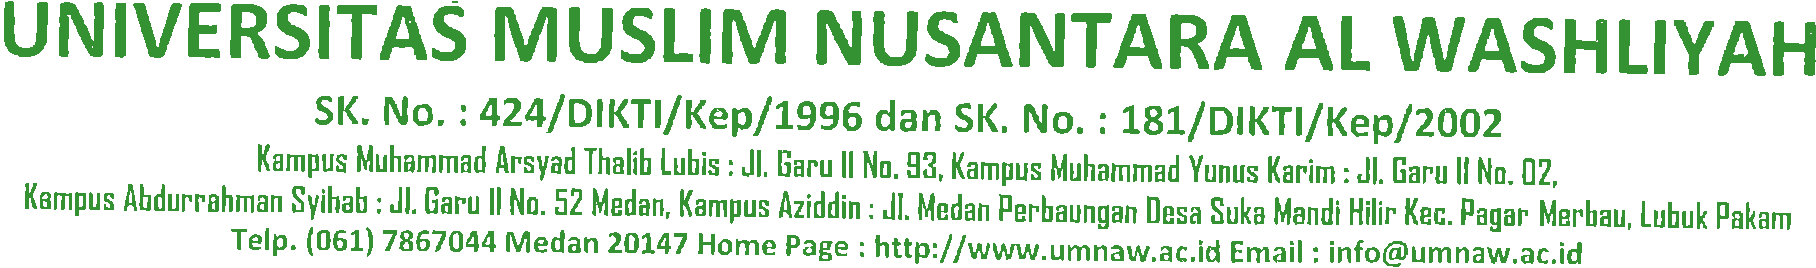 UNIVERSITAS MUSLIM NUSANTARA AL WASHLIYAH
SK. No. : 424/DIKTI/Kep/1996 dan SK. No. : 181/DIKTI/Kep/2002
Kampus Muhammad Arsyad Thalib Lubis : Jl. Garu II No. 93, Kampus Muhammad Yunus Karim : Jl. Garu II No. 02,
Kampus Abdurrahman Syihab : Jl. Garu II No. 52 Medan, Kampus Aziddin : Jl. Medan Perbaungan Desa Suka Mandi Hilir Kec. Pagar Merbau, Lubuk Pakam
Telp. (061) 7867044 Medan 20147 Home Page : http://www.umnaw.ac.id Email : info@umnaw.ac.id